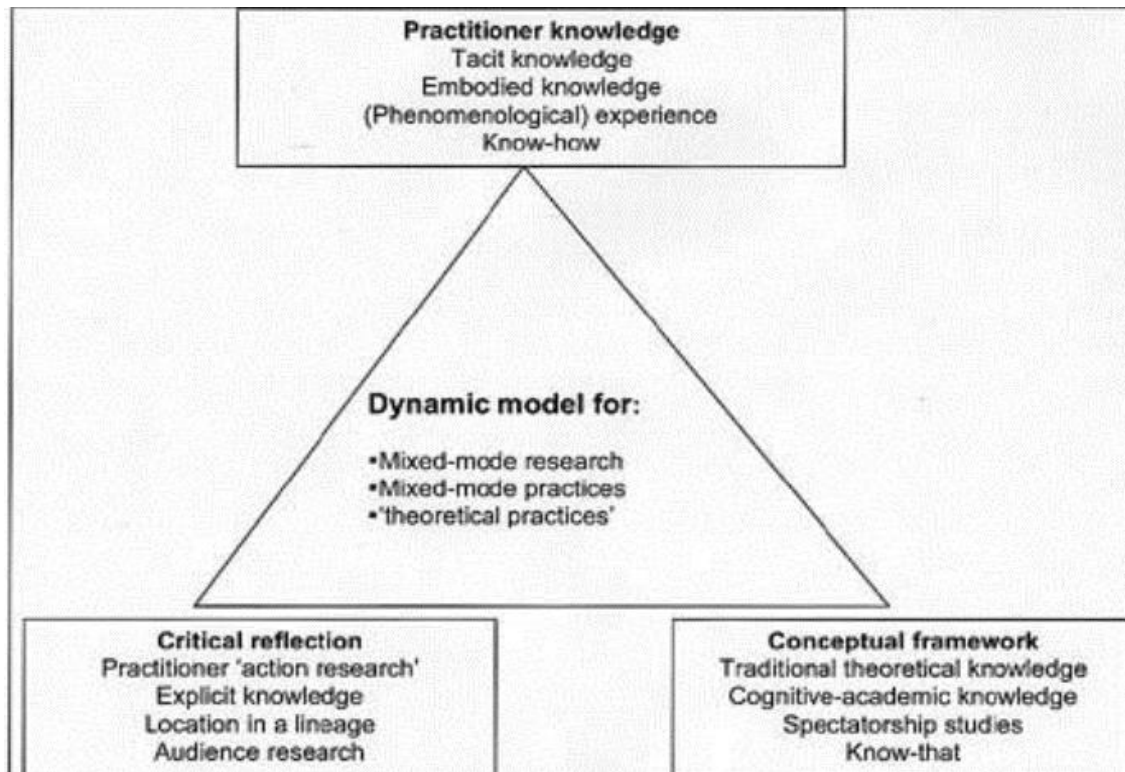 Practitioner knowledge
Tacit knowledge
Embodied knowledge
(Phenomenological) experience
Know-how
Dynamic model for:
•Mixed-mode research
•Mixed-mode practices
•'theoretical practices'
Critical reflection
Practitioner 'action research'
Explicit knowledge
Location in a lineage
Audience research
Conceptual framework
Traditional theoretical knowledge
Cognitive-academic knowledge
Spectatorship studies
Know-that